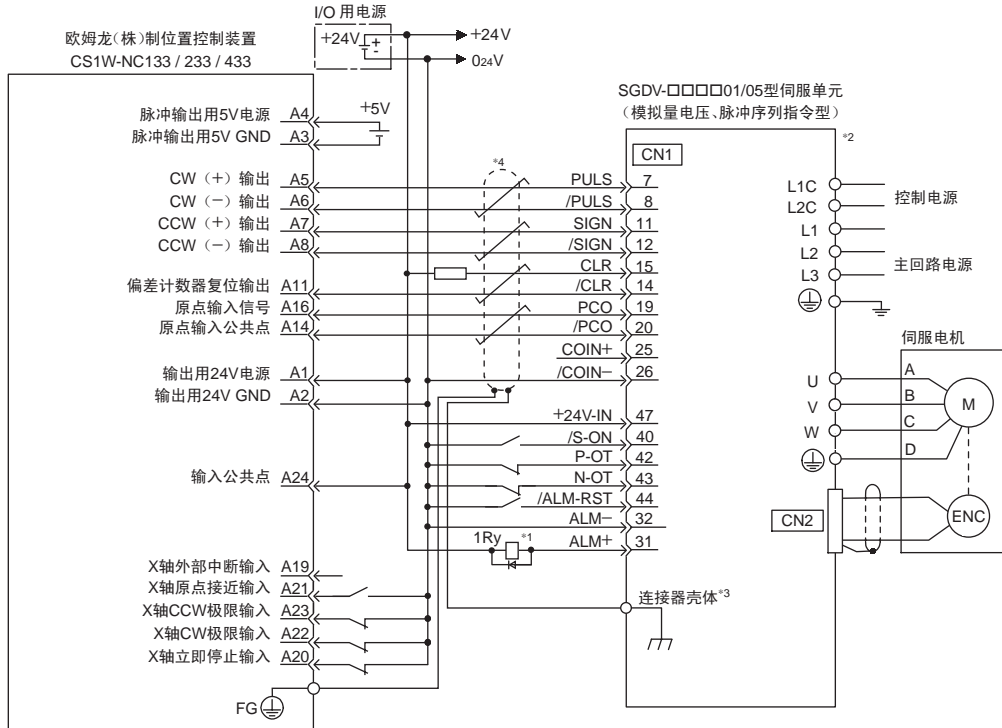 I/O 用电源
+24V
+
-
+24V
024V
欧姆龙(株)制位置控制装置
CS1W-NC133 / 233 / 433
脉冲输出用5V电源 A4
脉冲输出用5V GND A3
+5V
CW（+）输出 A5
CW（−）输出 A6
CCW（+）输出 A7
CCW（−）输出 A8
偏差计数器复位输出 A11
原点输入信号 A16
原点输入公共点 A14
输出用24V电源 A1
输出用24V GND A2
输入公共点 A24
X轴外部中断输入 A19
X轴原点接近输入 A21
X轴CCW极限输入 A23
X轴CW极限输入 A22
X轴立即停止输入 A20
FG
*4
SGDV-□□□□01/05型伺服单元
（模拟量电压、脉冲序列指令型）
*2
CN1
PULS 7
/PULS 8
SIGN 11
/SIGN 12
CLR 15
/CLR 14
PCO 19
/PCO 20
COIN+ 25
/COIN− 26
+24V-IN 47
/S-ON 40
P-OT 42
N-OT 43
/ALM-RST 44
ALM− 32
1Ry *1 ALM+ 31
连接器壳体*3
L1C
L2C
控制电源
L1
L2
L3
主回路电源
伺服电机
U A
V B
W C
D
M
CN2
ENC